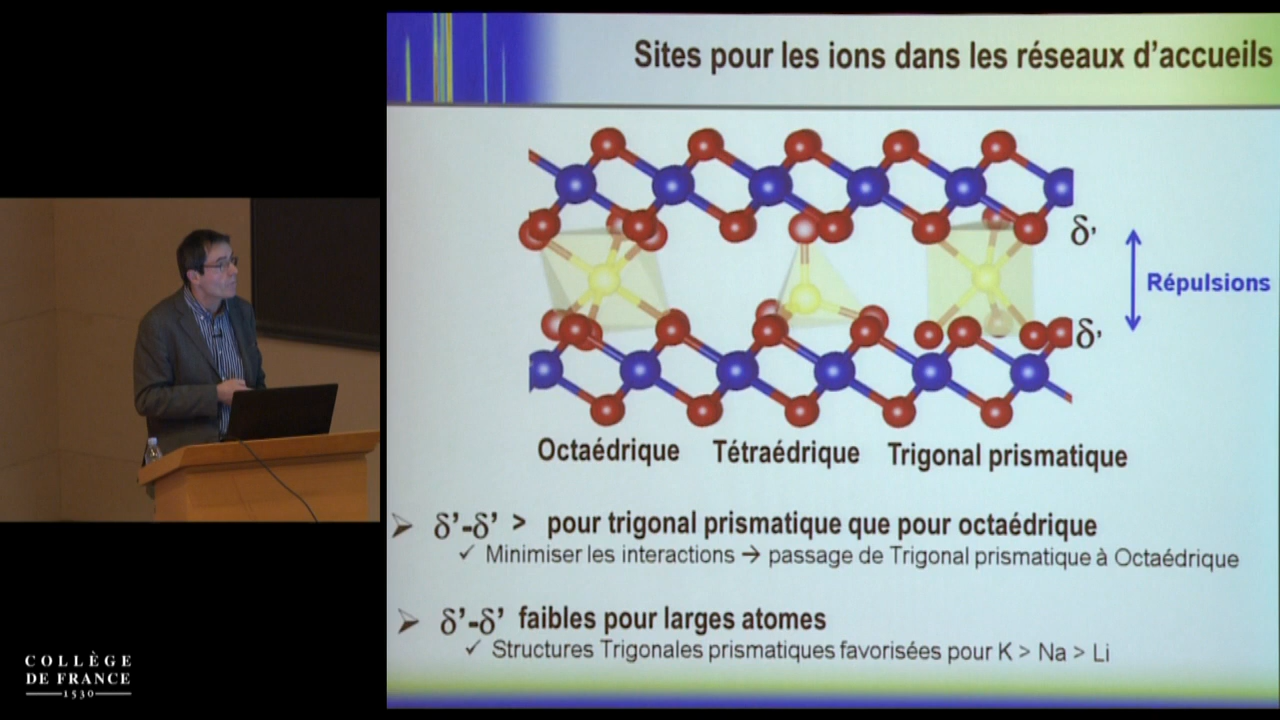 Sites pour les ions dans les réseaux d'accueils
δ'
Répulsions
δ'
Octaédrique Tétraédrique Trigonal prismatique
➢ δ'-δ' > pour trigonal prismatique que pour octaédrique
✓ Minimiser les interactions → passage de Trigonal prismatique à Octaédrique
➢ δ'-δ' faibles pour larges atomes
✓ Structures Trigonales prismatiques favorisées pour K > Na > Li
COLLÈGE
DE FRANCE
1530